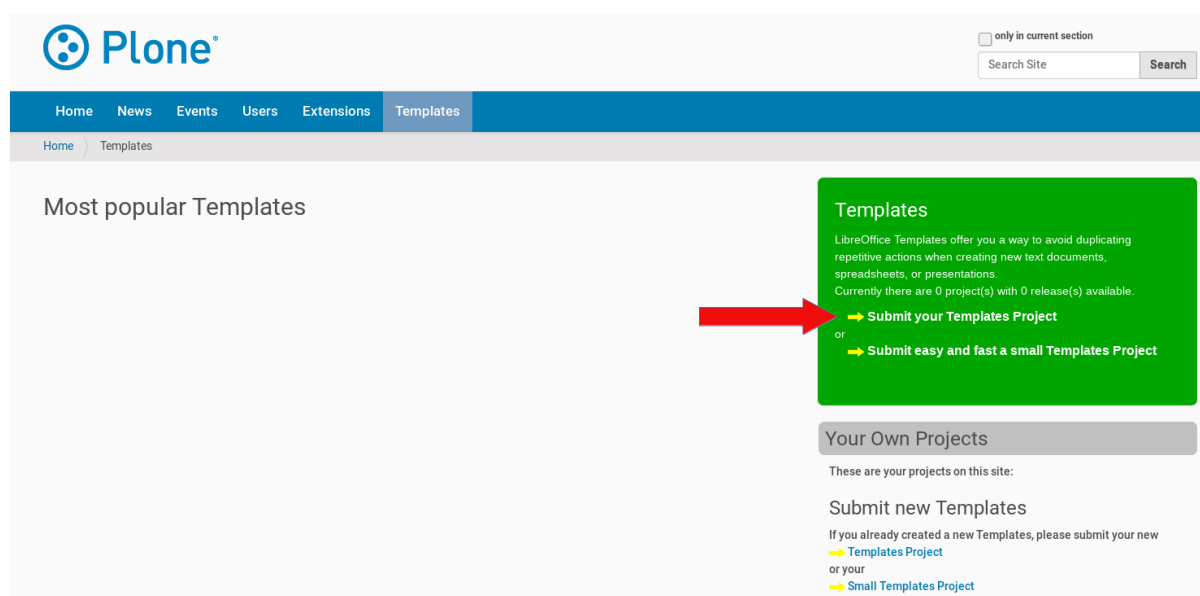 Plone®
only in current section
Search Site
Search
Home News Events Users Extensions Templates
Home Templates
Most popular Templates
Templates
LibreOffice Templates offer you a way to avoid duplicating
repetitive actions when creating new text documents,
spreadsheets, or presentations.
Currently there are 0 project(s) with 0 release(s) available.
Submit your Templates Project
or
Submit easy and fast a small Templates Project
Your Own Projects
These are your projects on this site:
Submit new Templates
If you already created a new Templates, please submit your new
Templates Project
or your
Small Templates Project